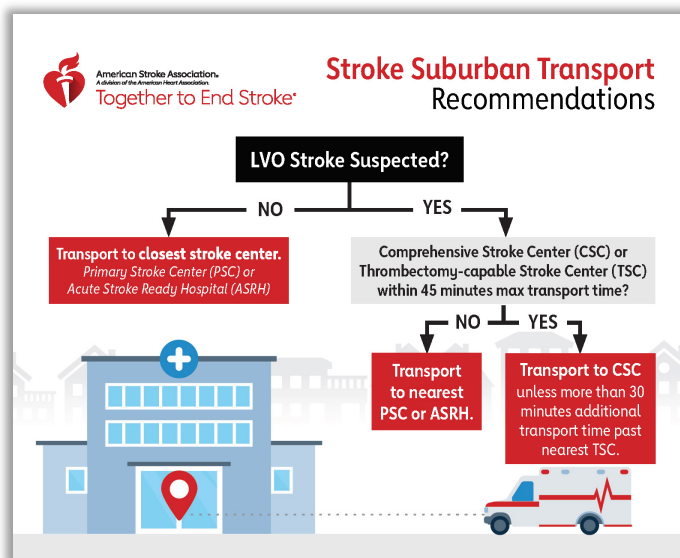 American Stroke Association®
A division of the American Heart Association.
Together to End Stroke®
Stroke Suburban Transport
Recommendations
LVO Stroke Suspected?
NO
YES
Transport to closest stroke center.
Primary Stroke Center (PSC) or
Acute Stroke Ready Hospital (ASRH)
Comprehensive Stroke Center (CSC) or
Thrombectomy-capable Stroke Center (TSC)
within 45 minutes max transport time?
NO
YES
Transport
to nearest
PSC or ASRH.
Transport to CSC
unless more than 30
minutes additional
transport time past
nearest TSC.